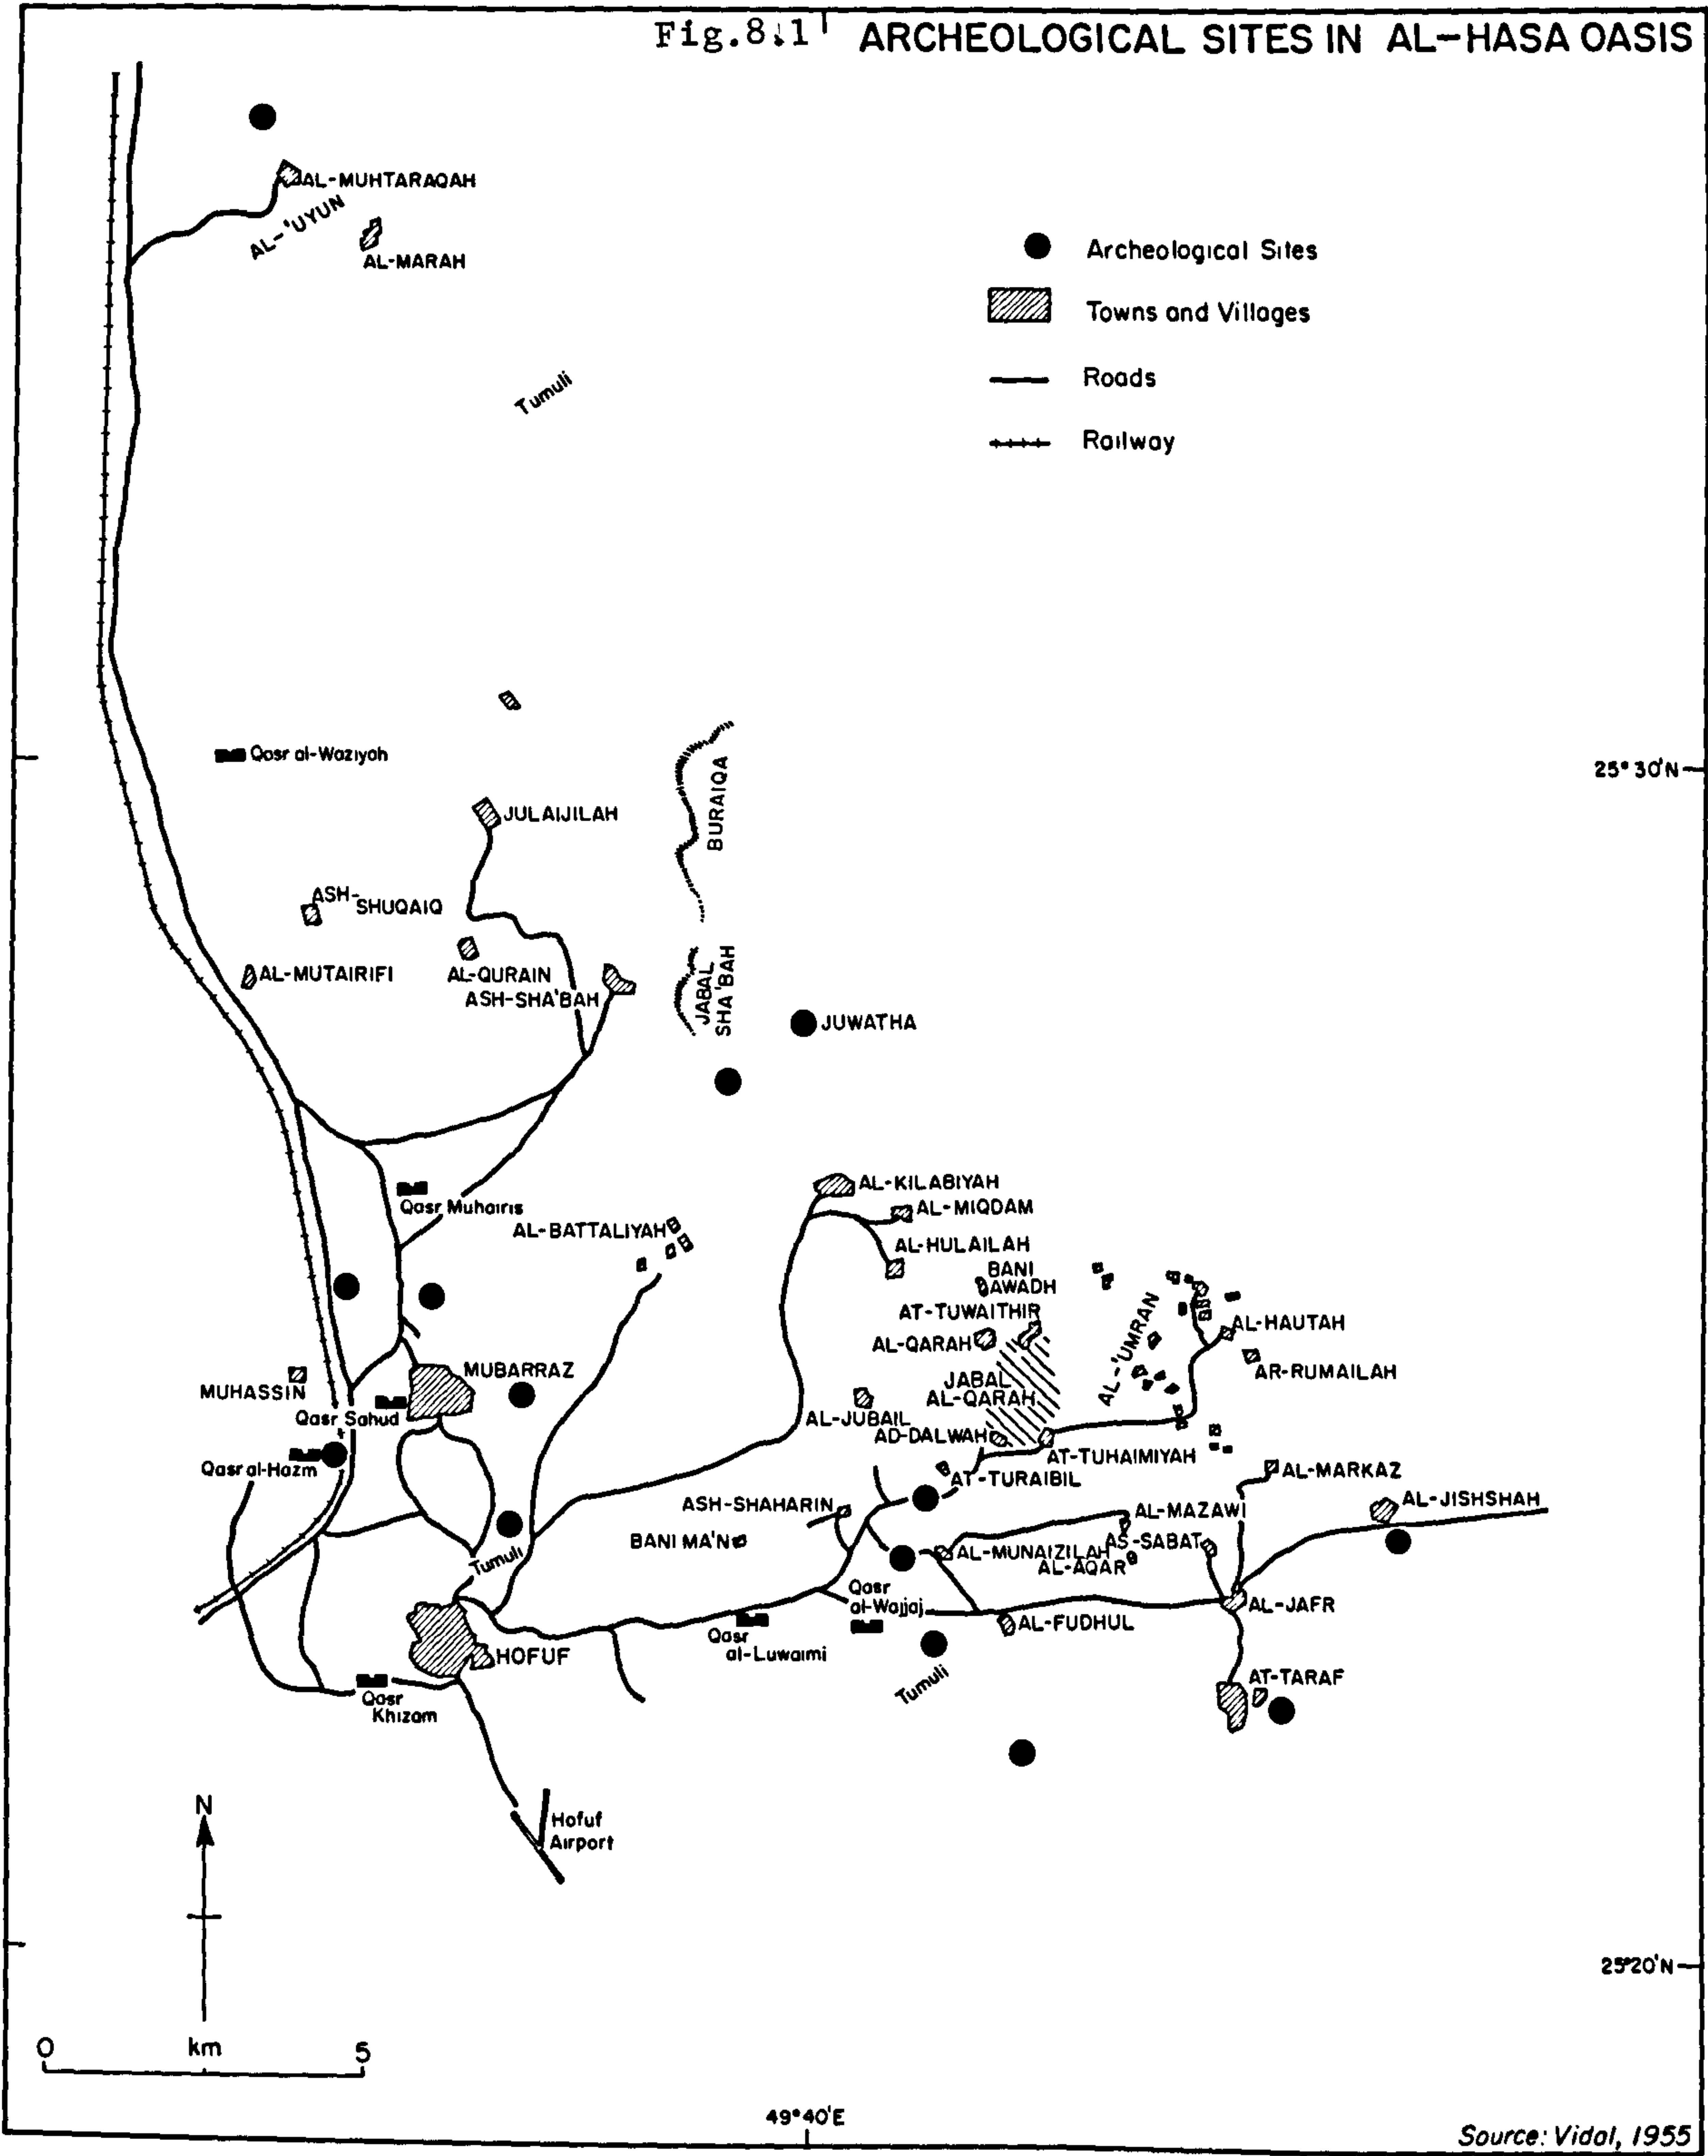 Fig.8.1 ARCHEOLOGICAL SITES IN AL-HASA OASIS
AL-MUHTARAQAH
AL-'UYUN
AL-MARAH
Archeological Sites
Towns and Villages
Roads
Railway
Tumuli
Qasr al-Waziyah
25°30'N
BURAIQA
JULAIJILAH
ASH-
SHUQAIQ
AL-MUTAIRIFI
AL-QURAIN
ASH-SHA'BAH
JABAL
SHA'BAH
JUWATHA
AL-KILABIYAH
Qasr Muhairis
AL-MIQDAM
AL-BATTALIYAH
AL-HULAILAH
BANI
AWADH
AT-TUWAITHIR
AL-QARAH
AL-'UMRAN
AL-HAUTAH
AR-RUMAILAH
MUBARRAZ
MUHASSIN
JABAL
AL-QARAH
Qasr Sahud
AL-JUBAIL
AD-DALWAH
AT-TUHAIMIYAH
Qasr al-Hazm
AT-TURAIBIL
AL-MARKAZ
ASH-SHAHARIN
AL-MAZAWI
AL-JISHSHAH
BANI MA'N
AL-MUNAIZILAH
AS-SABAT
AL-AQAR
Tumuli
Qasr
al-Wajjaj
AL-JAFR
AL-FUDHUL
Qasr
al-Luwaimi
HOFUF
Tumuli
AT-TARAF
Qasr
Khizam
N
Hofuf
Airport
25°20'N
0 km 5
49°40'E
Source: Vidal, 1955